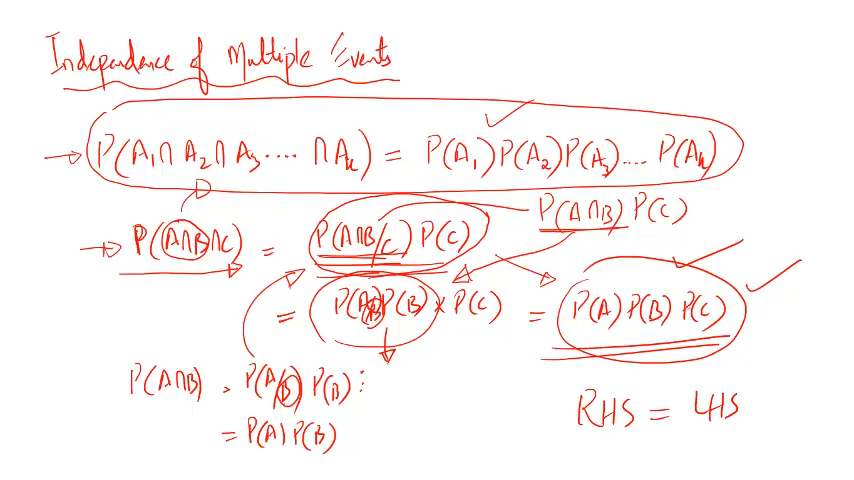 Independence of Multiple Events
→ P(A₁∩A₂∩A₃.... ∩Aₖ) = P(A₁)P(A₂)P(A₃).... P(Aₖ)
P(A∩B)P(C)
→ P(A∩B∩C) = P(A∩B/C)P(C)
= P(A/B)P(B) × P(C) = P(A)P(B)P(C)
P(A∩B) = P(A/B)P(B) :
= P(A)P(B)
RHS = LHS